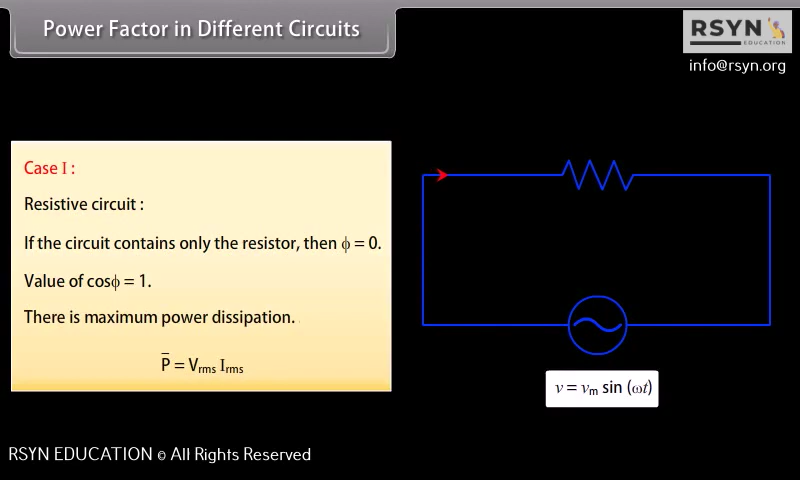 Power Factor in Different Circuits
RSYN
EDUCATION
info@rsyn.org
Case I :
Resistive circuit :
If the circuit contains only the resistor, then ϕ = 0.
Value of cosϕ = 1.
There is maximum power dissipation.
P̅ = Vrms Irms
v = vm sin (ωt)
RSYN EDUCATION © All Rights Reserved